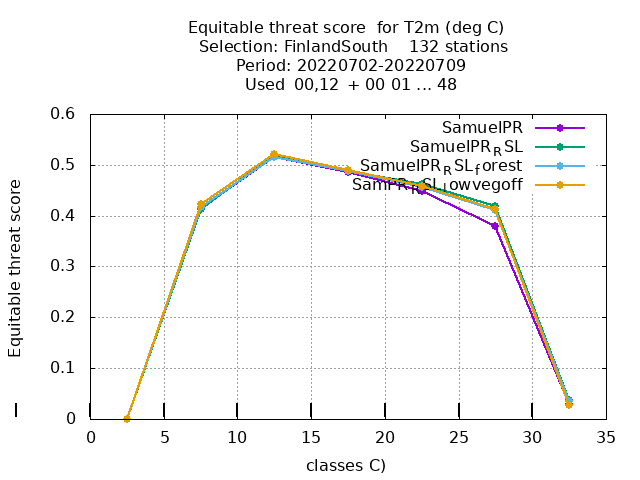 Equitable threat score for T2m (deg C)
Selection: FinlandSouth 132 stations
Period: 20220702-20220709
Used 00,12 + 00 01 ... 48
SamuelPR
SamuelPR_RSL
SamuelPR_RSL_forest
SamPR_RSL_lowvegoff
Equitable threat score
0.6
0.5
0.4
0.3
0.2
0.1
0
0 5 10 15 20 25 30 35
classes C)